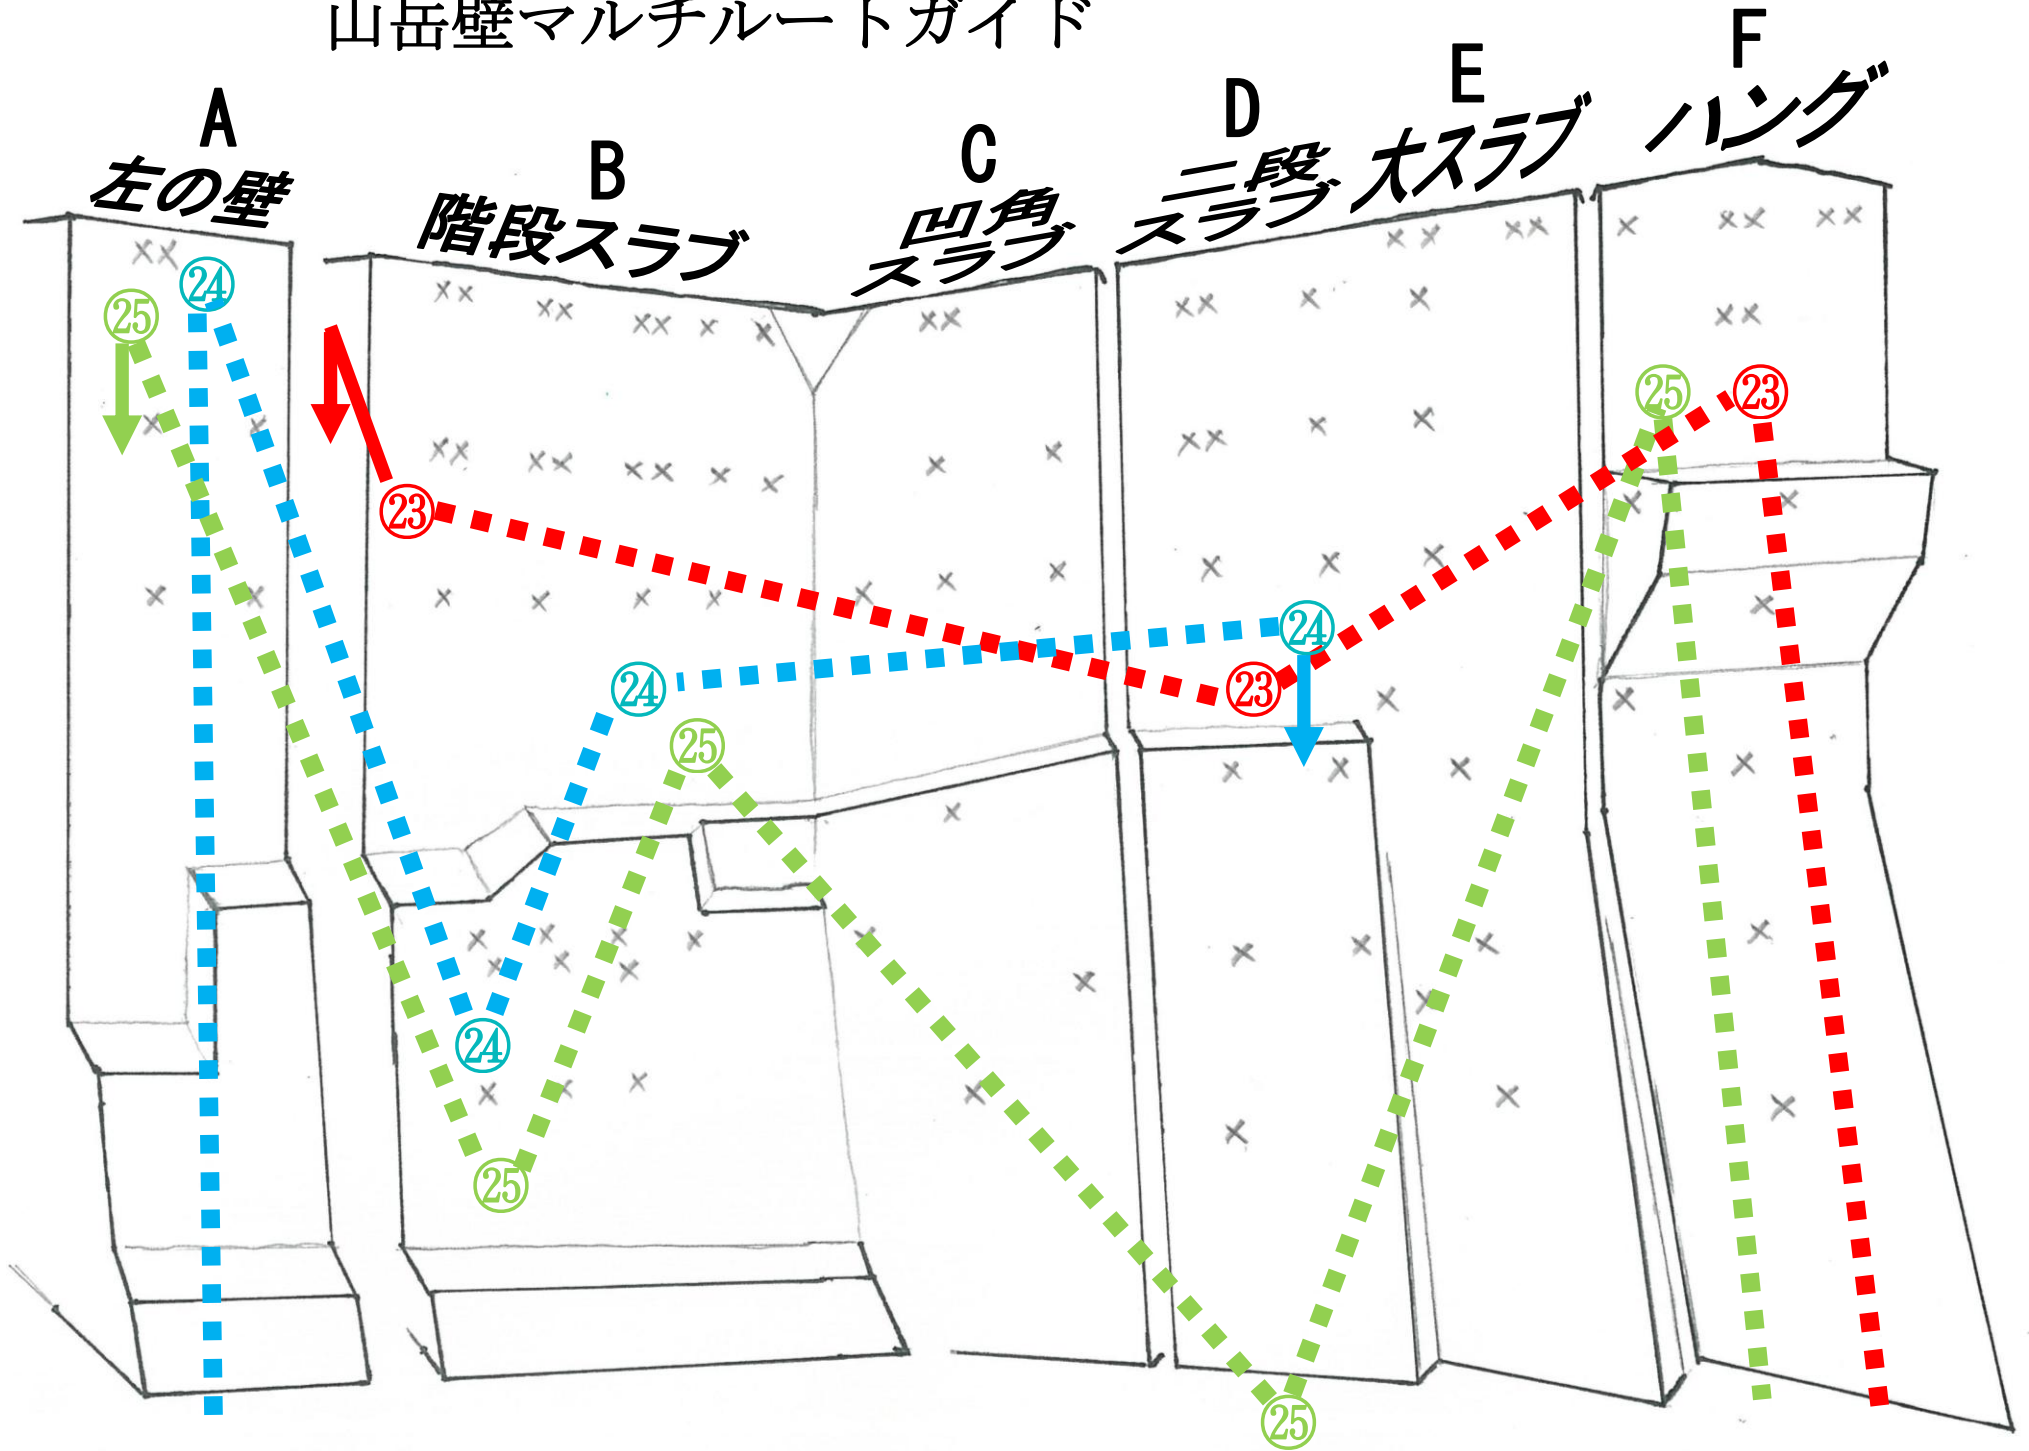 山岳壁マルチルートガイド
A
左の壁
B
階段スラブ
C
凹角
スラブ
D
二段
スラブ
E
大スラブ
F
ハング
㉕
㉔
㉓
㉔
㉕
㉔
㉕
㉔
㉓
㉕
㉕
㉓